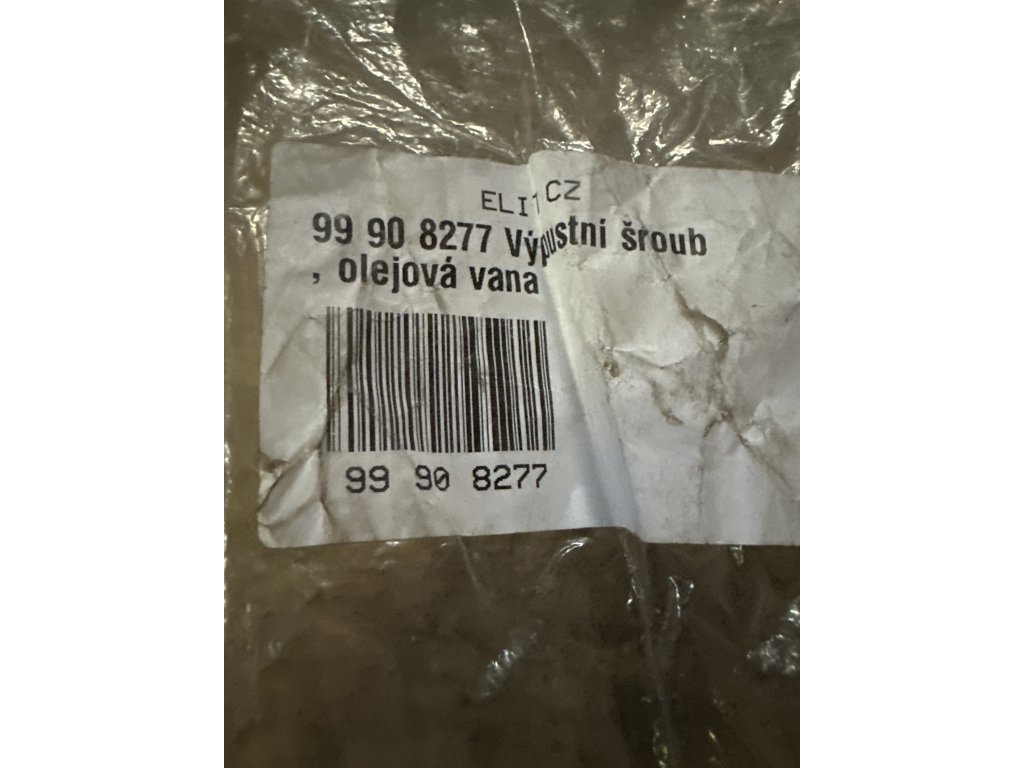 ELIT CZ
99 90 8277 Výpustní šroub
, olejová vana
99 90 8277